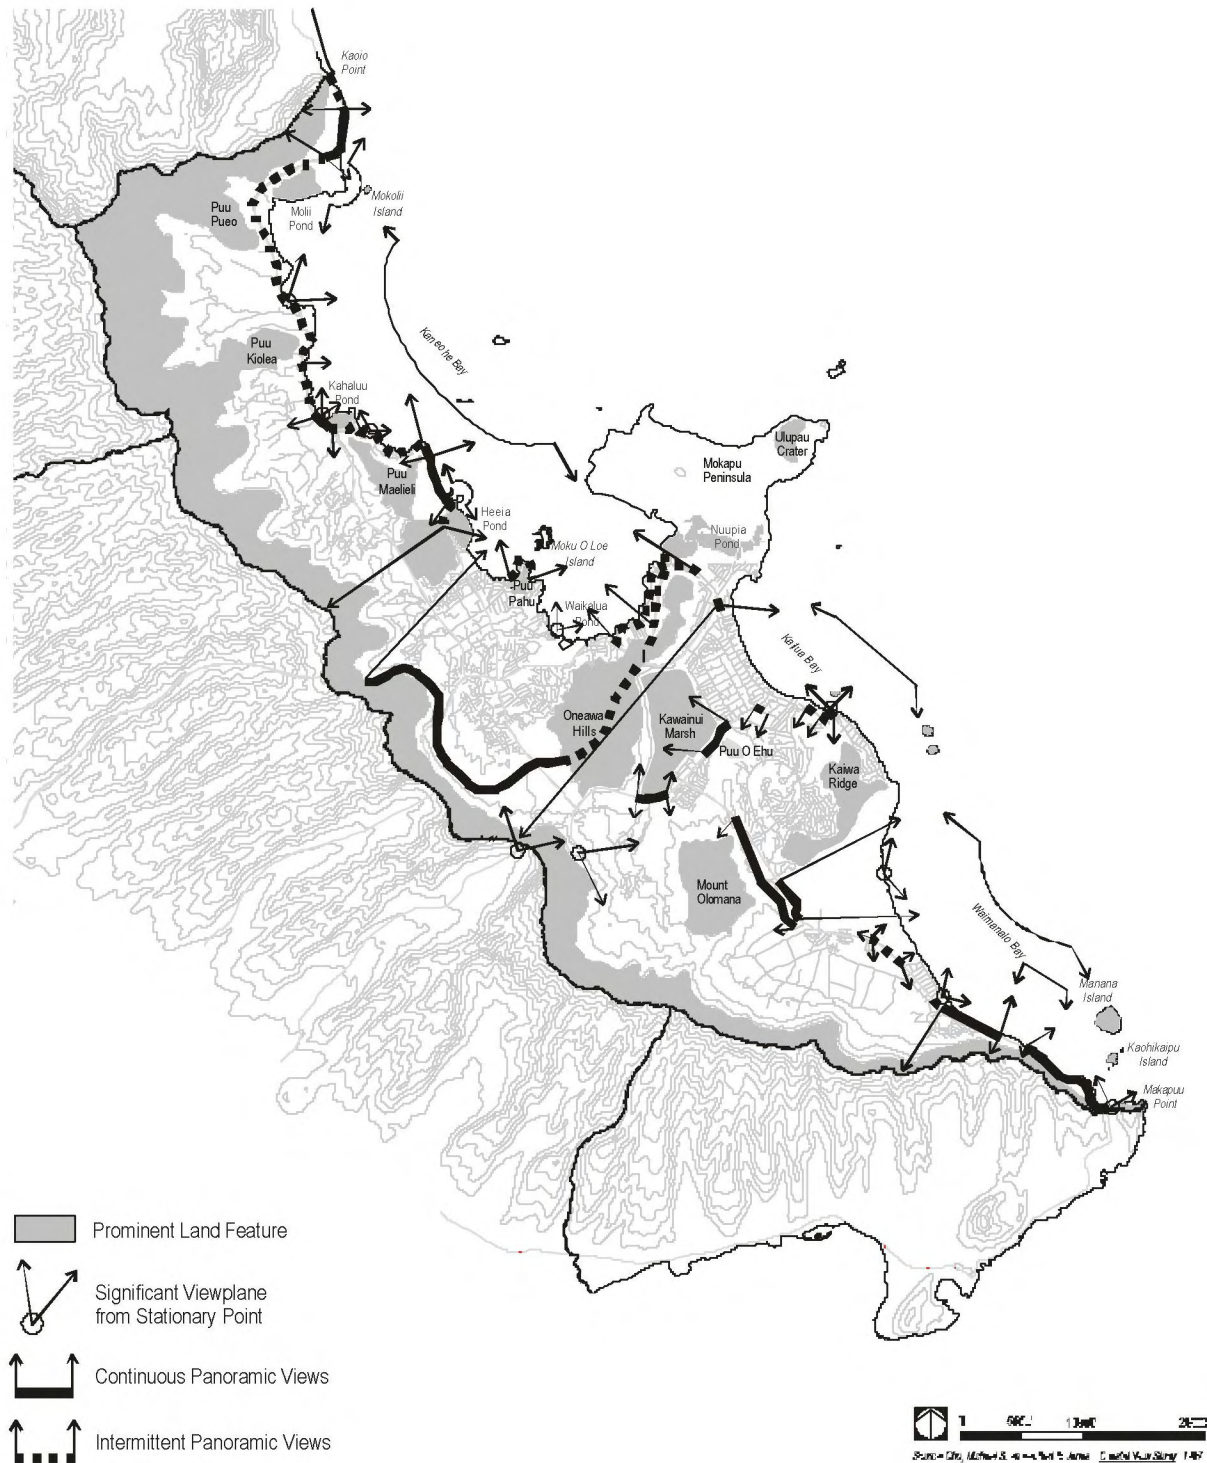 Kaoio
Point
Mokolii
Island
Puu
Pueo
Molii
Pond
Kaneohe Bay
Puu
Kiolea
Kahaluu
Pond
Ulupau
Crater
Mokapu
Peninsula
Puu
Maelieli
Heeia
Pond
Nuupia
Pond
Moku O Loe
Island
Puu
Pahu
Waikalua
Pond
Kailua Bay
Oneawa
Hills
Kawainui
Marsh
Puu O Ehu
Kaiwa
Ridge
Mount
Olomana
Waimanalo Bay
Manana
Island
Kaohikaipu
Island
Makapuu
Point
Prominent Land Feature
Significant Viewplane
from Stationary Point
Continuous Panoramic Views
Intermittent Panoramic Views